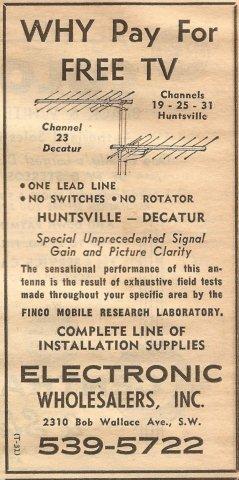 WHY Pay For
FREE TV
Channels
19 - 25 - 31
Huntsville
Channel
23
Decatur
• ONE LEAD LINE
• NO SWITCHES • NO ROTATOR
HUNTSVILLE — DECATUR
Special Unprecedented Signal
Gain and Picture Clarity
The sensational performance of this an-
tenna is the result of exhaustive field tests
made throughout your specific area by the
FINCO MOBILE RESEARCH LABORATORY.
COMPLETE LINE OF
INSTALLATION SUPPLIES
ELECTRONIC
WHOLESALERS, INC.
2310 Bob Wallace Ave., S.W.
539-5722
(T-31)